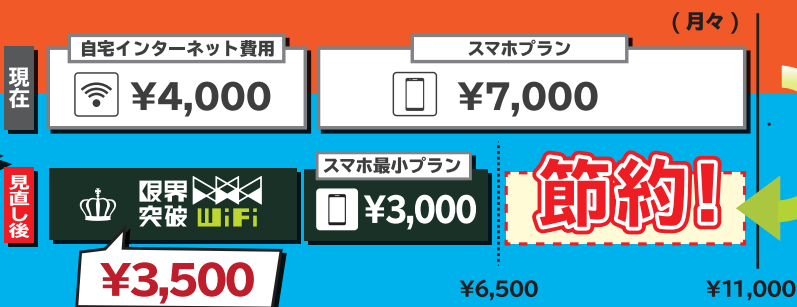 (月々)
自宅インターネット費用
スマホプラン
現在
¥4,000
¥7,000
見直し後
限界
突破
WiFi
スマホ最小プラン
¥3,000
節約!
¥3,500
¥6,500
¥11,000